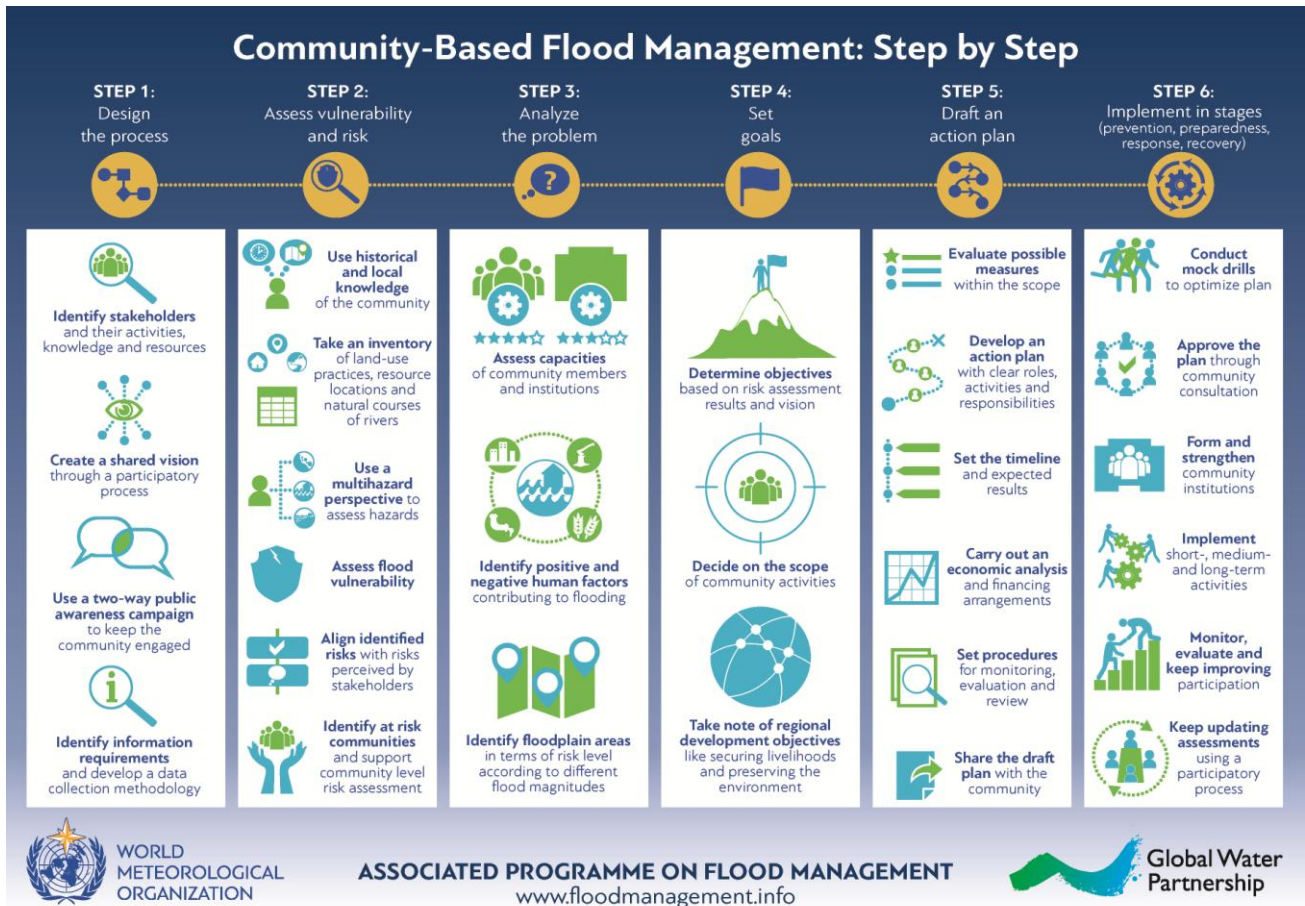 Community-Based Flood Management: Step by Step
STEP 1:
Design
the process
STEP 2:
Assess vulnerability
and risk
STEP 3:
Analyze
the problem
STEP 4:
Set
goals
STEP 5:
Draft an
action plan
STEP 6:
Implement in stages
(prevention, preparedness,
response, recovery)
Identify stakeholders
and their activities,
knowledge and resources
Create a shared vision
through a participatory
process
Use a two-way public
awareness campaign
to keep the
community engaged
Identify information
requirements
and develop a data
collection methodology
Use historical
and local
knowledge
of the community
Take an inventory
of land-use
practices, resource
locations and
natural courses
of rivers
Use a
multihazard
perspective to
assess hazards
Assess flood
vulnerability
Align identified
risks with risks
perceived by
stakeholders
Identify at risk
communities
and support
community level
risk assessment
Assess capacities
of community members
and institutions
Identify positive and
negative human factors
contributing to flooding
Identify floodplain areas
in terms of risk level
according to different
flood magnitudes
Determine objectives
based on risk assessment
results and vision
Decide on the scope
of community activities
Take note of regional
development objectives
like securing livelihoods
and preserving the
environment
Evaluate possible
measures
within the scope
Develop an
action plan
with clear roles,
activities and
responsibilities
Set the timeline
and expected
results
Carry out an
economic analysis
and financing
arrangements
Set procedures
for monitoring,
evaluation and
review
Share the draft
plan with the
community
Conduct
mock drills
to optimize plan
Approve the
plan through
community
consultation
Form and
strengthen
community
institutions
Implement
short-, medium-
and long-term
activities
Monitor,
evaluate and
keep improving
participation
Keep updating
assessments
using a
participatory
process
WORLD
METEOROLOGICAL
ORGANIZATION
ASSOCIATED PROGRAMME ON FLOOD MANAGEMENT
www.floodmanagement.info
Global Water
Partnership